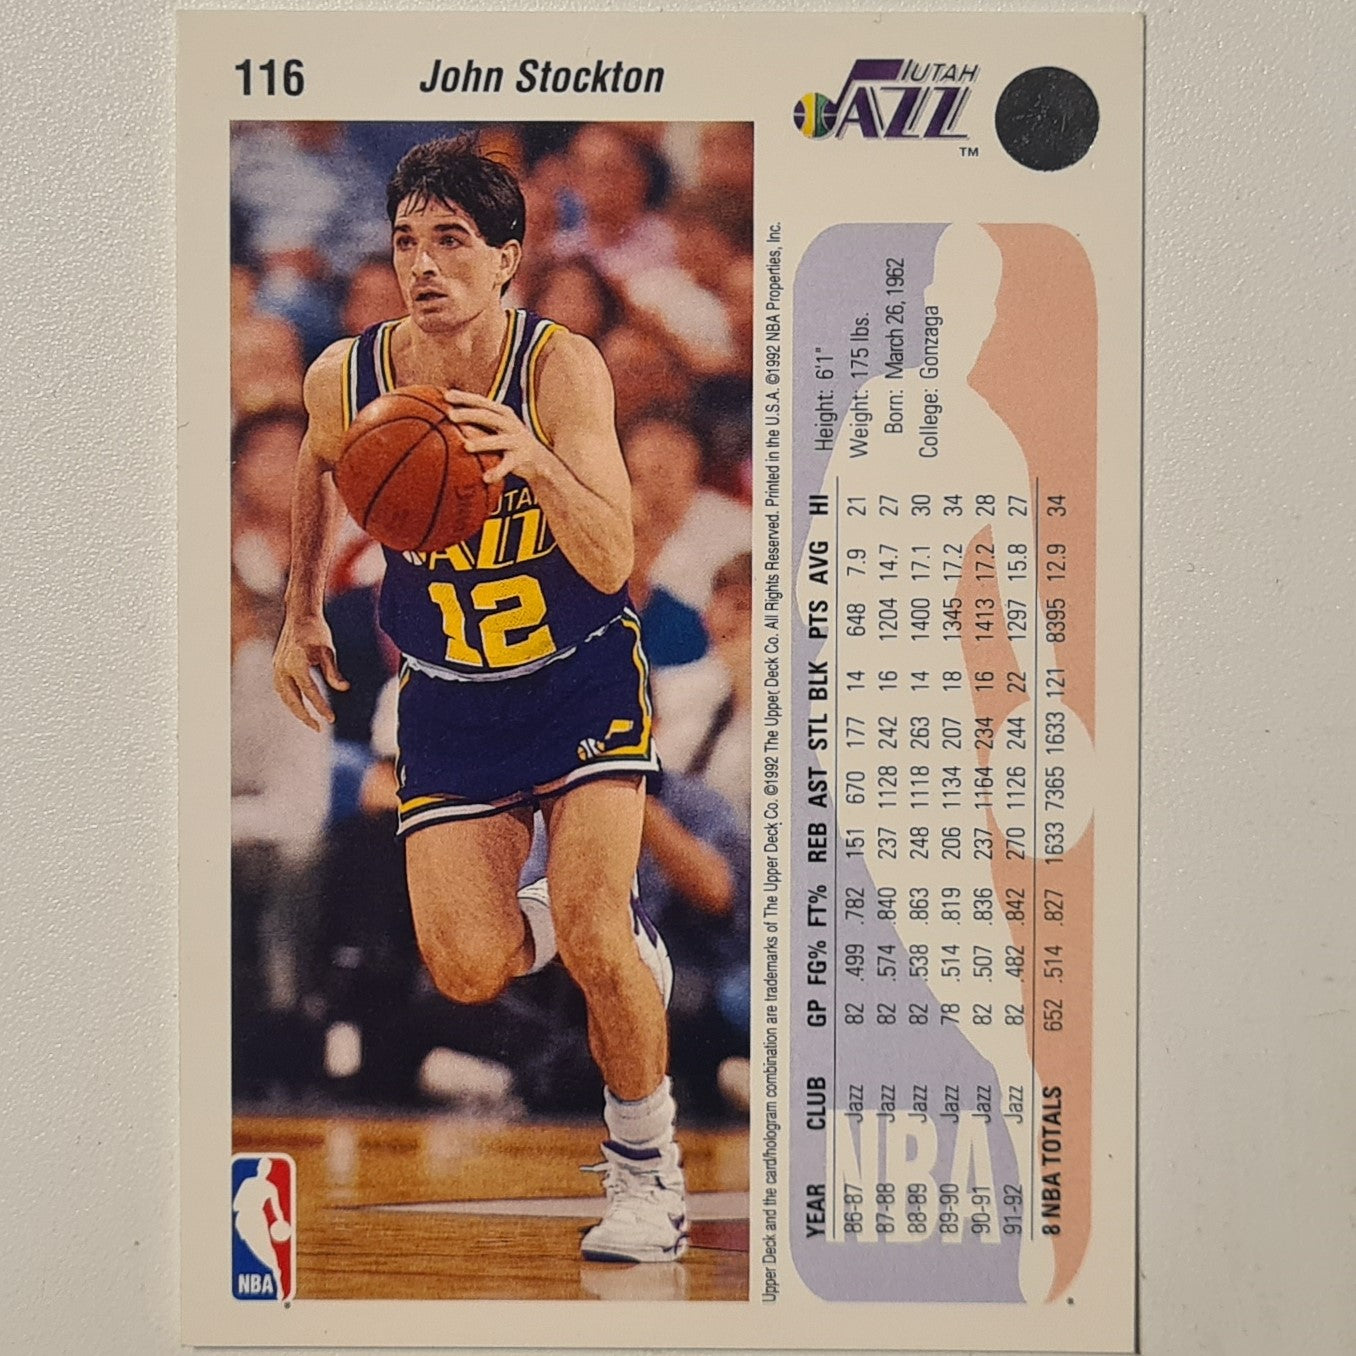 116
John Stockton
UTAH
JAZZ
™
UTAH
JAZZ
12
NBA
Upper Deck and the card/hologram combination are trademarks of The Upper Deck Co. ©1992 The Upper Deck Co. All Rights Reserved. Printed in the U.S.A. ©1992 NBA Properties, Inc.
Height: 6'1"
Weight: 175 lbs.
Born: March 26, 1962
College: Gonzaga
YEAR CLUB GP FG% FT% REB AST STL BLK PTS AVG HI
86-87 Jazz 82 .499 .782 151 670 177 14 648 7.9 21
87-88 Jazz 82 .574 .840 237 1128 242 16 1204 14.7 27
88-89 Jazz 82 .538 .863 248 1118 263 14 1400 17.1 30
89-90 Jazz 78 .514 .819 206 1134 207 18 1345 17.2 34
90-91 Jazz 82 .507 .836 237 1164 234 16 1413 17.2 28
91-92 Jazz 82 .482 .842 270 1126 244 22 1297 15.8 27
8 NBA TOTALS 652 .514 .827 1633 7365 1633 121 8395 12.9 34
NBA